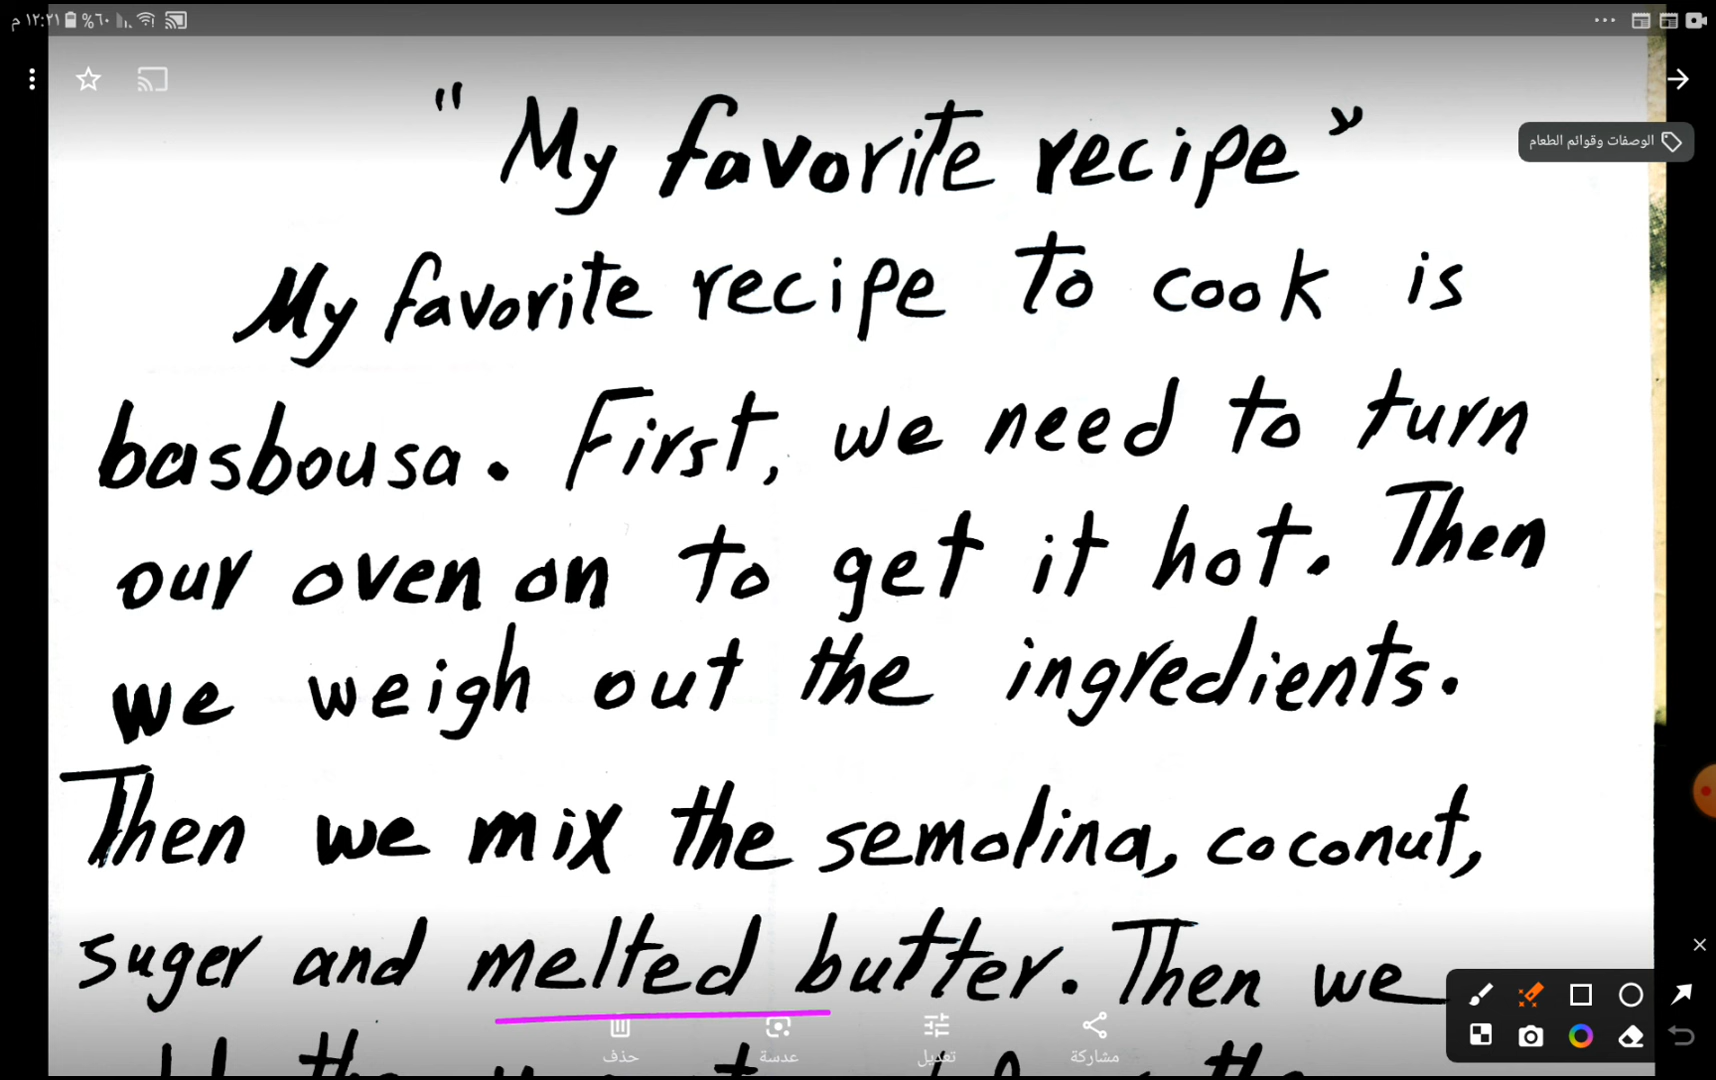 ١٢:٢١ م ٦٠%
الوصفات وقوائم الطعام
"My favorite recipe"
My favorite recipe to cook is
basbousa. First, we need to turn
our oven on to get it hot. Then
we weigh out the ingredients.
Then we mix the semolina, coconut,
suger and melted butter. Then we
the
the
حذف
عدسة
تعديل
مشاركة